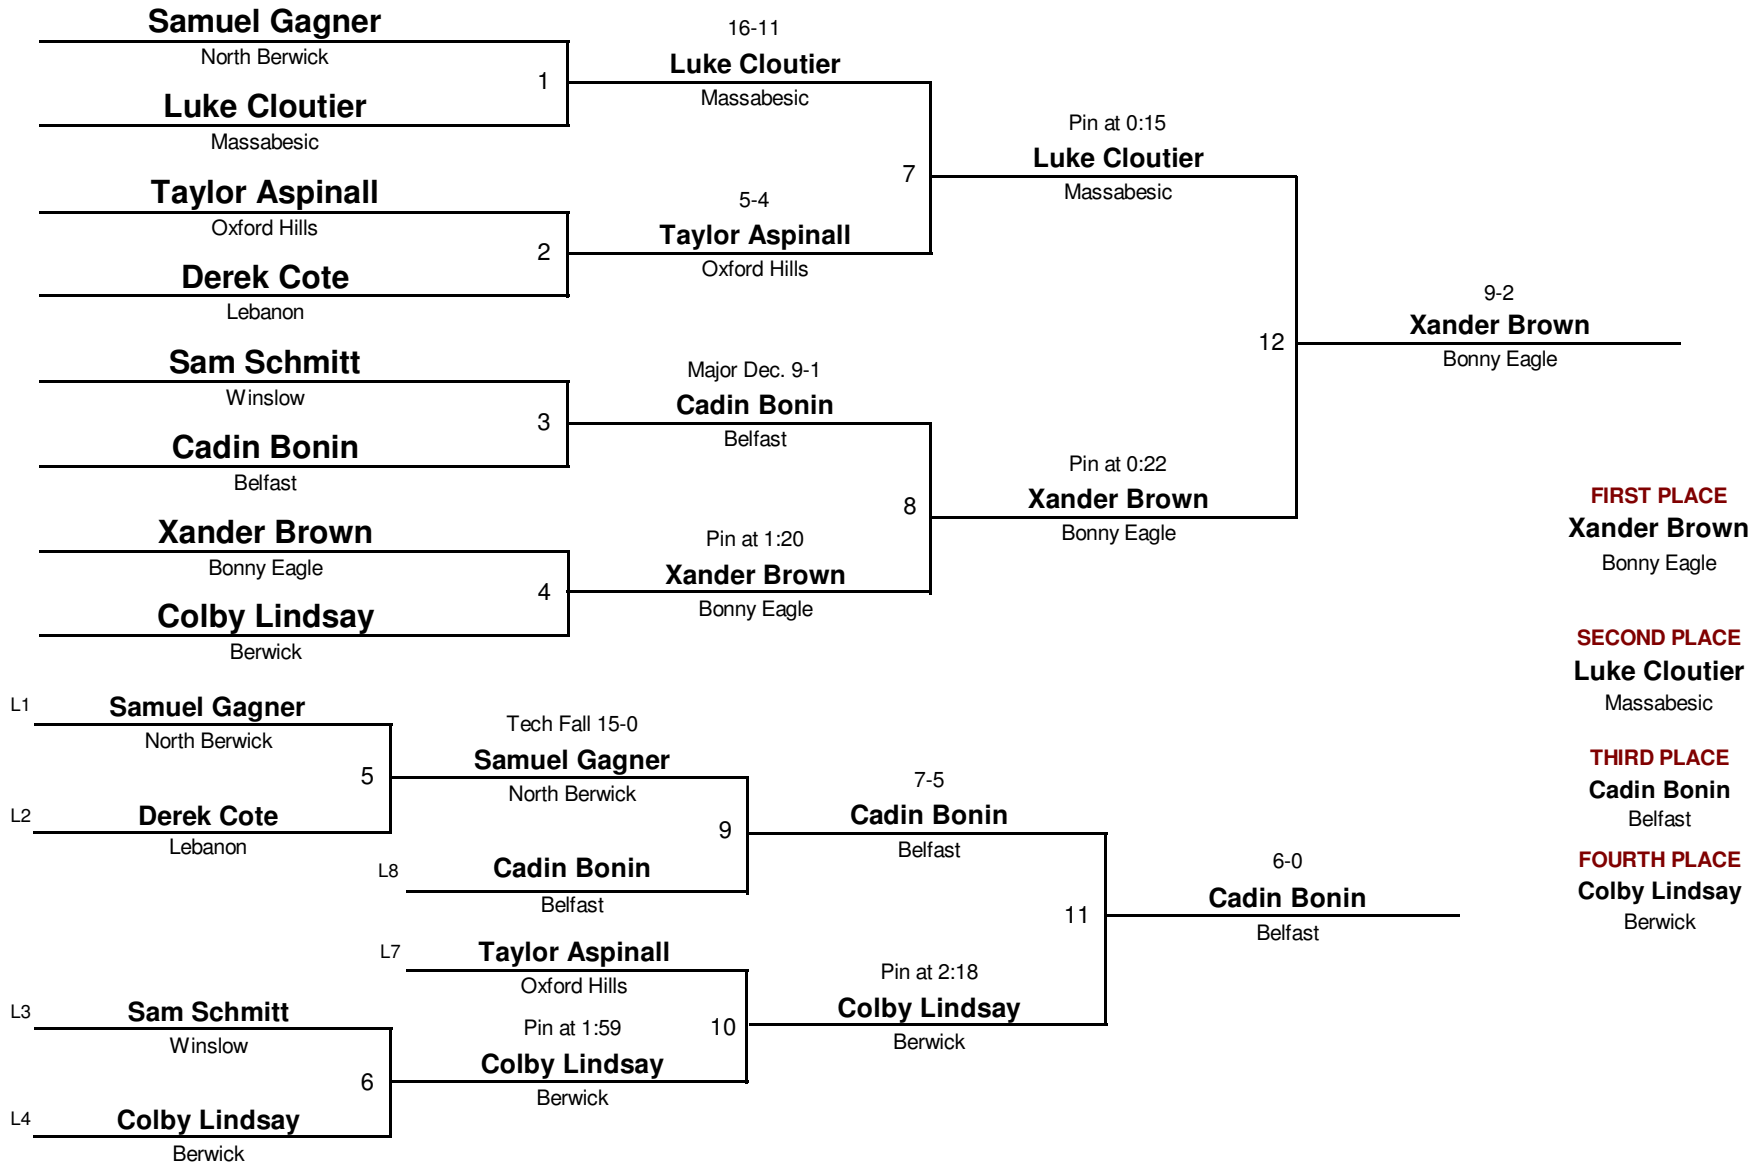 Samuel Gagner
North Berwick
1
Luke Cloutier
Massabesic
16-11
Luke Cloutier
Massabesic
Taylor Aspinall
Oxford Hills
2
Derek Cote
Lebanon
5-4
Taylor Aspinall
Oxford Hills
7
Pin at 0:15
Luke Cloutier
Massabesic
Sam Schmitt
Winslow
3
Cadin Bonin
Belfast
Major Dec. 9-1
Cadin Bonin
Belfast
Xander Brown
Bonny Eagle
4
Colby Lindsay
Berwick
Pin at 1:20
Xander Brown
Bonny Eagle
8
Pin at 0:22
Xander Brown
Bonny Eagle
12
9-2
Xander Brown
Bonny Eagle
FIRST PLACE
Xander Brown
Bonny Eagle
SECOND PLACE
Luke Cloutier
Massabesic
THIRD PLACE
Cadin Bonin
Belfast
FOURTH PLACE
Colby Lindsay
Berwick
L1
Samuel Gagner
North Berwick
5
L2
Derek Cote
Lebanon
Tech Fall 15-0
Samuel Gagner
North Berwick
9
L8
Cadin Bonin
Belfast
7-5
Cadin Bonin
Belfast
L7
Taylor Aspinall
Oxford Hills
L3
Sam Schmitt
Winslow
6
L4
Colby Lindsay
Berwick
Pin at 1:59
Colby Lindsay
Berwick
10
Pin at 2:18
Colby Lindsay
Berwick
11
6-0
Cadin Bonin
Belfast